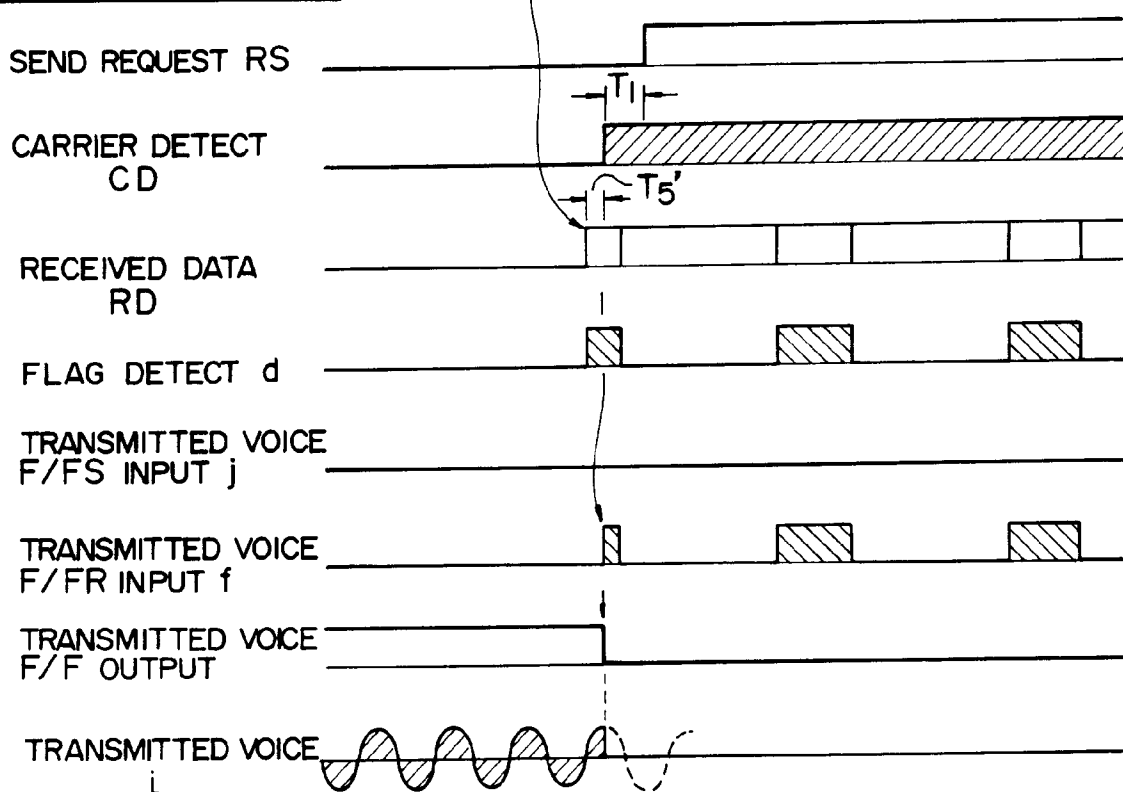 SEND REQUEST RS
T1
CARRIER DETECT
CD
T5'
RECEIVED DATA
RD
FLAG DETECT d
TRANSMITTED VOICE
F/FS INPUT j
TRANSMITTED VOICE
F/FR INPUT f
TRANSMITTED VOICE
F/F OUTPUT
TRANSMITTED VOICE
i